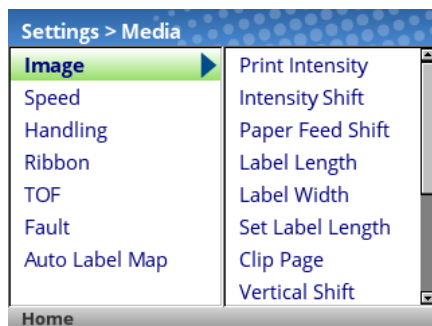 Settings > Media
Image
Speed
Handling
Ribbon
TOF
Fault
Auto Label Map
Print Intensity
Intensity Shift
Paper Feed Shift
Label Length
Label Width
Set Label Length
Clip Page
Vertical Shift
Home